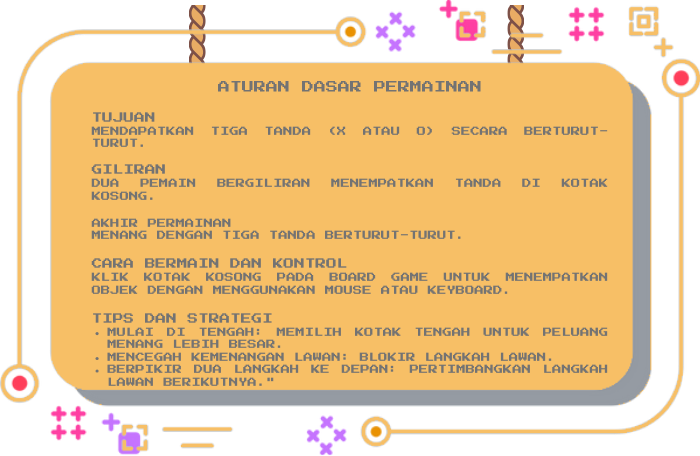 ATURAN DASAR PERMAINAN
TUJUAN
MENDAPATKAN TIGA TANDA (X ATAU O) SECARA BERTURUT-
TURUT.
GILIRAN
DUA PEMAIN BERGILIRAN MENEMPATKAN TANDA DI KOTAK
KOSONG.
AKHIR PERMAINAN
MENANG DENGAN TIGA TANDA BERTURUT-TURUT.
CARA BERMAIN DAN KONTROL
KLIK KOTAK KOSONG PADA BOARD GAME UNTUK MENEMPATKAN
OBJEK DENGAN MENGGUNAKAN MOUSE ATAU KEYBOARD.
TIPS DAN STRATEGI
. MULAI DI TENGAH: MEMILIH KOTAK TENGAH UNTUK PELUANG
MENANG LEBIH BESAR.
. MENCEGAH KEMENANGAN LAWAN: BLOKIR LANGKAH LAWAN.
. BERPIKIR DUA LANGKAH KE DEPAN: PERTIMBANGKAN LANGKAH
LAWAN BERIKUTNYA."